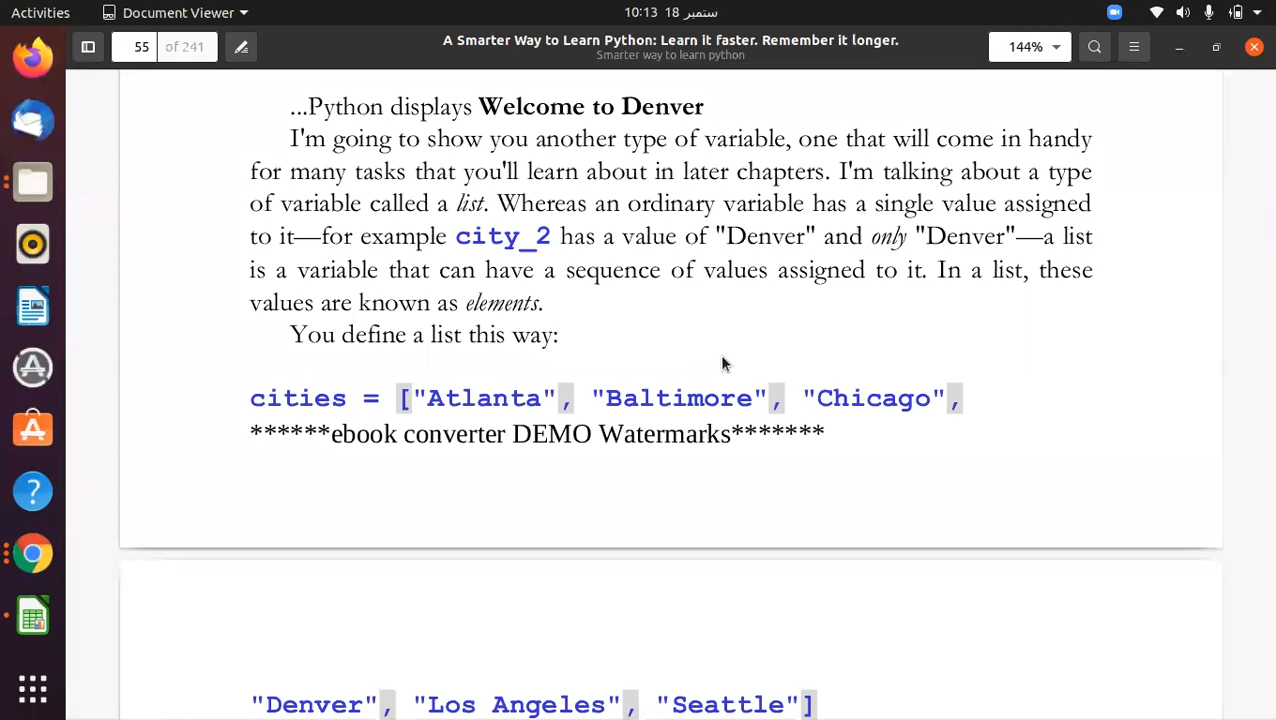 Activities
Document Viewer
10:13 18 ستمبر
55 of 241
A Smarter Way to Learn Python: Learn it faster. Remember it longer.
Smarter way to learn python
144%
...Python displays Welcome to Denver
I'm going to show you another type of variable, one that will come in handy
for many tasks that you'll learn about in later chapters. I'm talking about a type
of variable called a list. Whereas an ordinary variable has a single value assigned
to it—for example city_2 has a value of "Denver" and only "Denver"—a list
is a variable that can have a sequence of values assigned to it. In a list, these
values are known as elements.
You define a list this way:
cities = ["Atlanta", "Baltimore", "Chicago",
******ebook converter DEMO Watermarks*******
"Denver", "Los Angeles", "Seattle"]